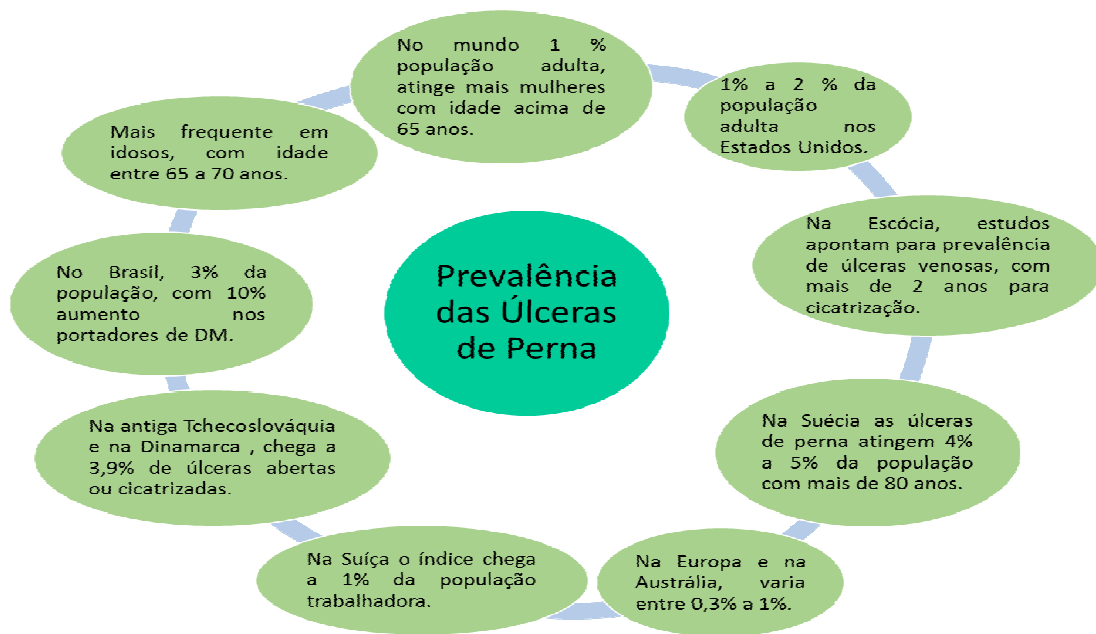 Prevalência
das Úlceras
de Perna
No mundo 1 %
população adulta,
atinge mais mulheres
com idade acima de
65 anos.
1% a 2 % da
população
adulta nos
Estados Unidos.
Na Escócia, estudos
apontam para prevalência
de úlceras venosas, com
mais de 2 anos para
cicatrização.
Na Suécia as úlceras
de perna atingem 4%
a 5% da população
com mais de 80 anos.
Na Europa e na
Austrália, varia
entre 0,3% a 1%.
Na Suíça o índice chega
a 1% da população
trabalhadora.
Na antiga Tchecoslováquia
e na Dinamarca , chega a
3,9% de úlceras abertas
ou cicatrizadas.
No Brasil, 3% da
população, com 10%
aumento nos
portadores de DM.
Mais frequente em
idosos, com idade
entre 65 a 70 anos.